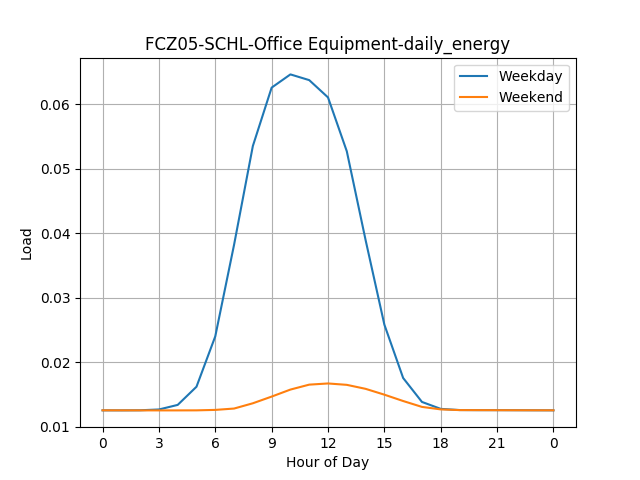 FCZ05-SCHL-Office Equipment-daily_energy
Weekday
Weekend
0.06
0.05
0.04
0.03
0.02
0.01
Load
0 3 6 9 12 15 18 21 0
Hour of Day